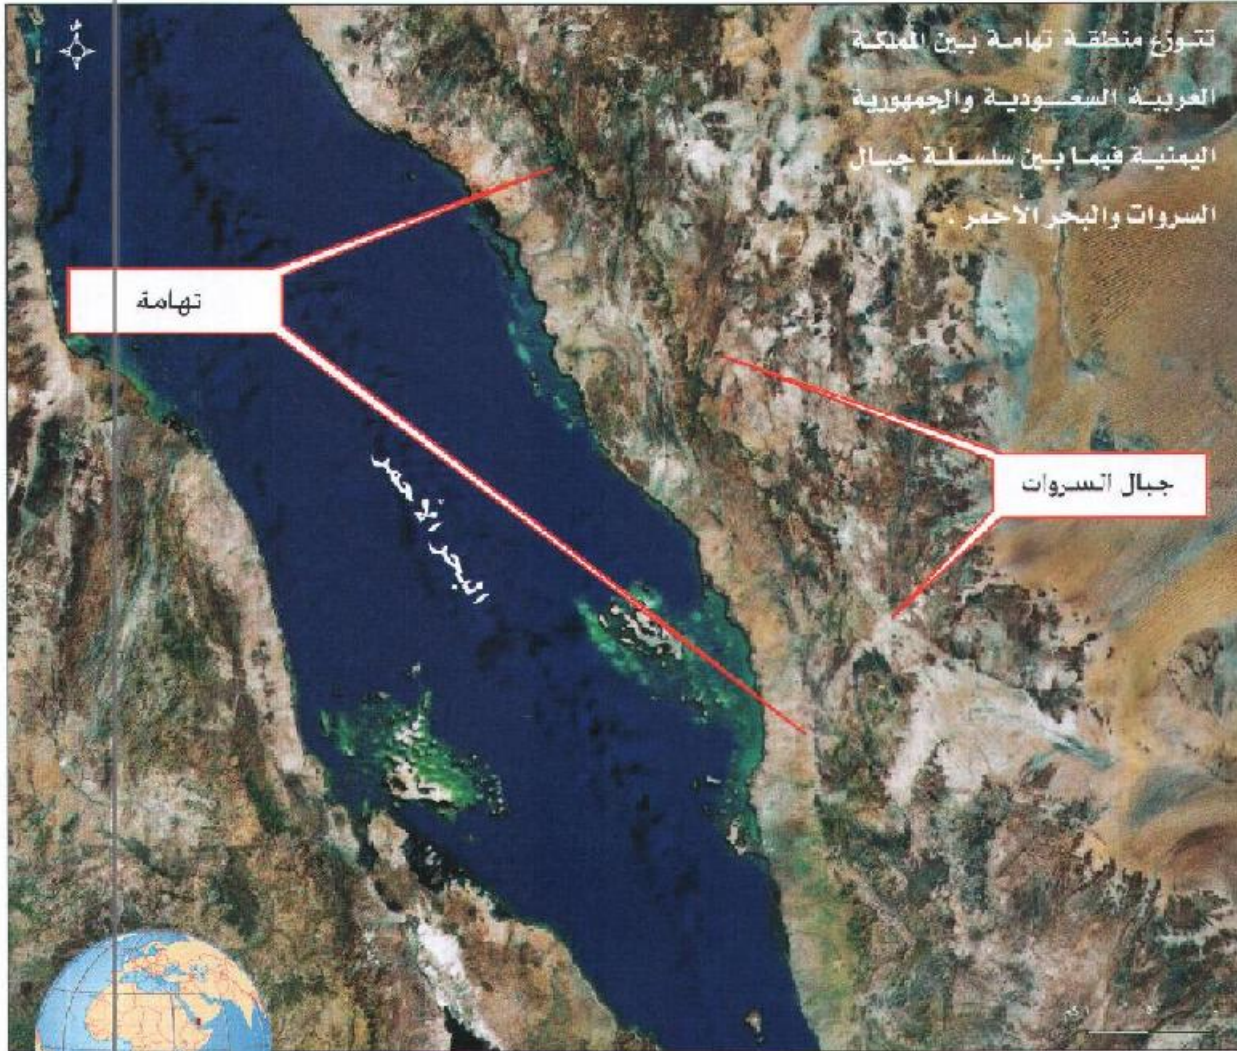 تتوزع منطقة تهامة بين المملكة
العربية السعودية والجمهورية
اليمنية فيما بين سلسلة جبال
السروات والبحر الأحمر .
تهامة
جبال السروات
البحر الأحمر